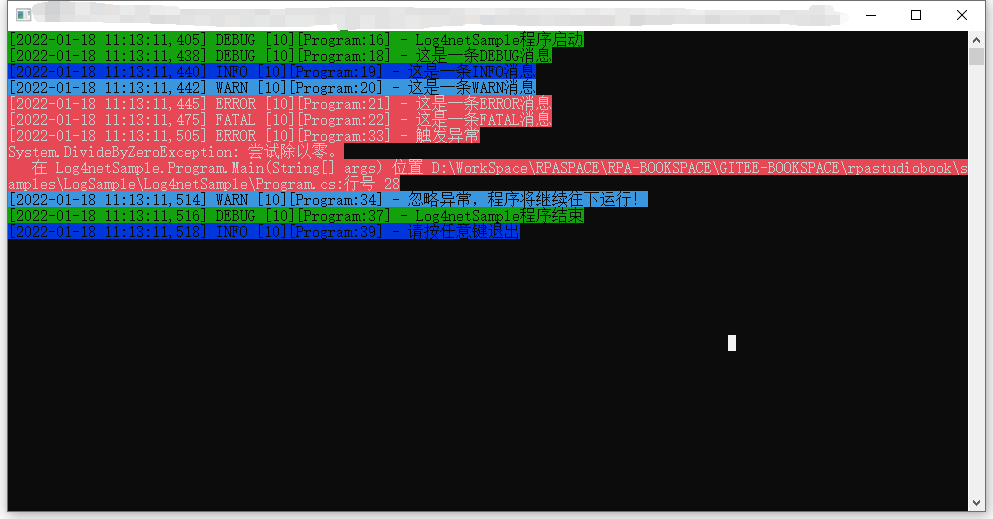 [2022-01-18 11:13:11,405] DEBUG [10][Program:16] - Log4netSample程序启动
[2022-01-18 11:13:11,438] DEBUG [10][Program:18] - 这是一条DEBUG消息
[2022-01-18 11:13:11,440] INFO [10][Program:19] - 这是一条INFO消息
[2022-01-18 11:13:11,442] WARN [10][Program:20] - 这是一条WARN消息
[2022-01-18 11:13:11,445] ERROR [10][Program:21] - 这是一条ERROR消息
[2022-01-18 11:13:11,475] FATAL [10][Program:22] - 这是一条FATAL消息
[2022-01-18 11:13:11,505] ERROR [10][Program:33] - 触发异常
System.DivideByZeroException: 尝试除以零。
   在 Log4netSample.Program.Main(String[] args) 位置 D:\WorkSpace\RPASPACE\RPA-BOOKSPACE\GITEE-BOOKSPACE\rpastudiobook\s
amples\LogSample\Log4netSample\Program.cs:行号 28
[2022-01-18 11:13:11,514] WARN [10][Program:34] - 忽略异常，程序将继续往下运行！
[2022-01-18 11:13:11,516] DEBUG [10][Program:37] - Log4netSample程序结束
[2022-01-18 11:13:11,518] INFO [10][Program:39] - 请按任意键退出